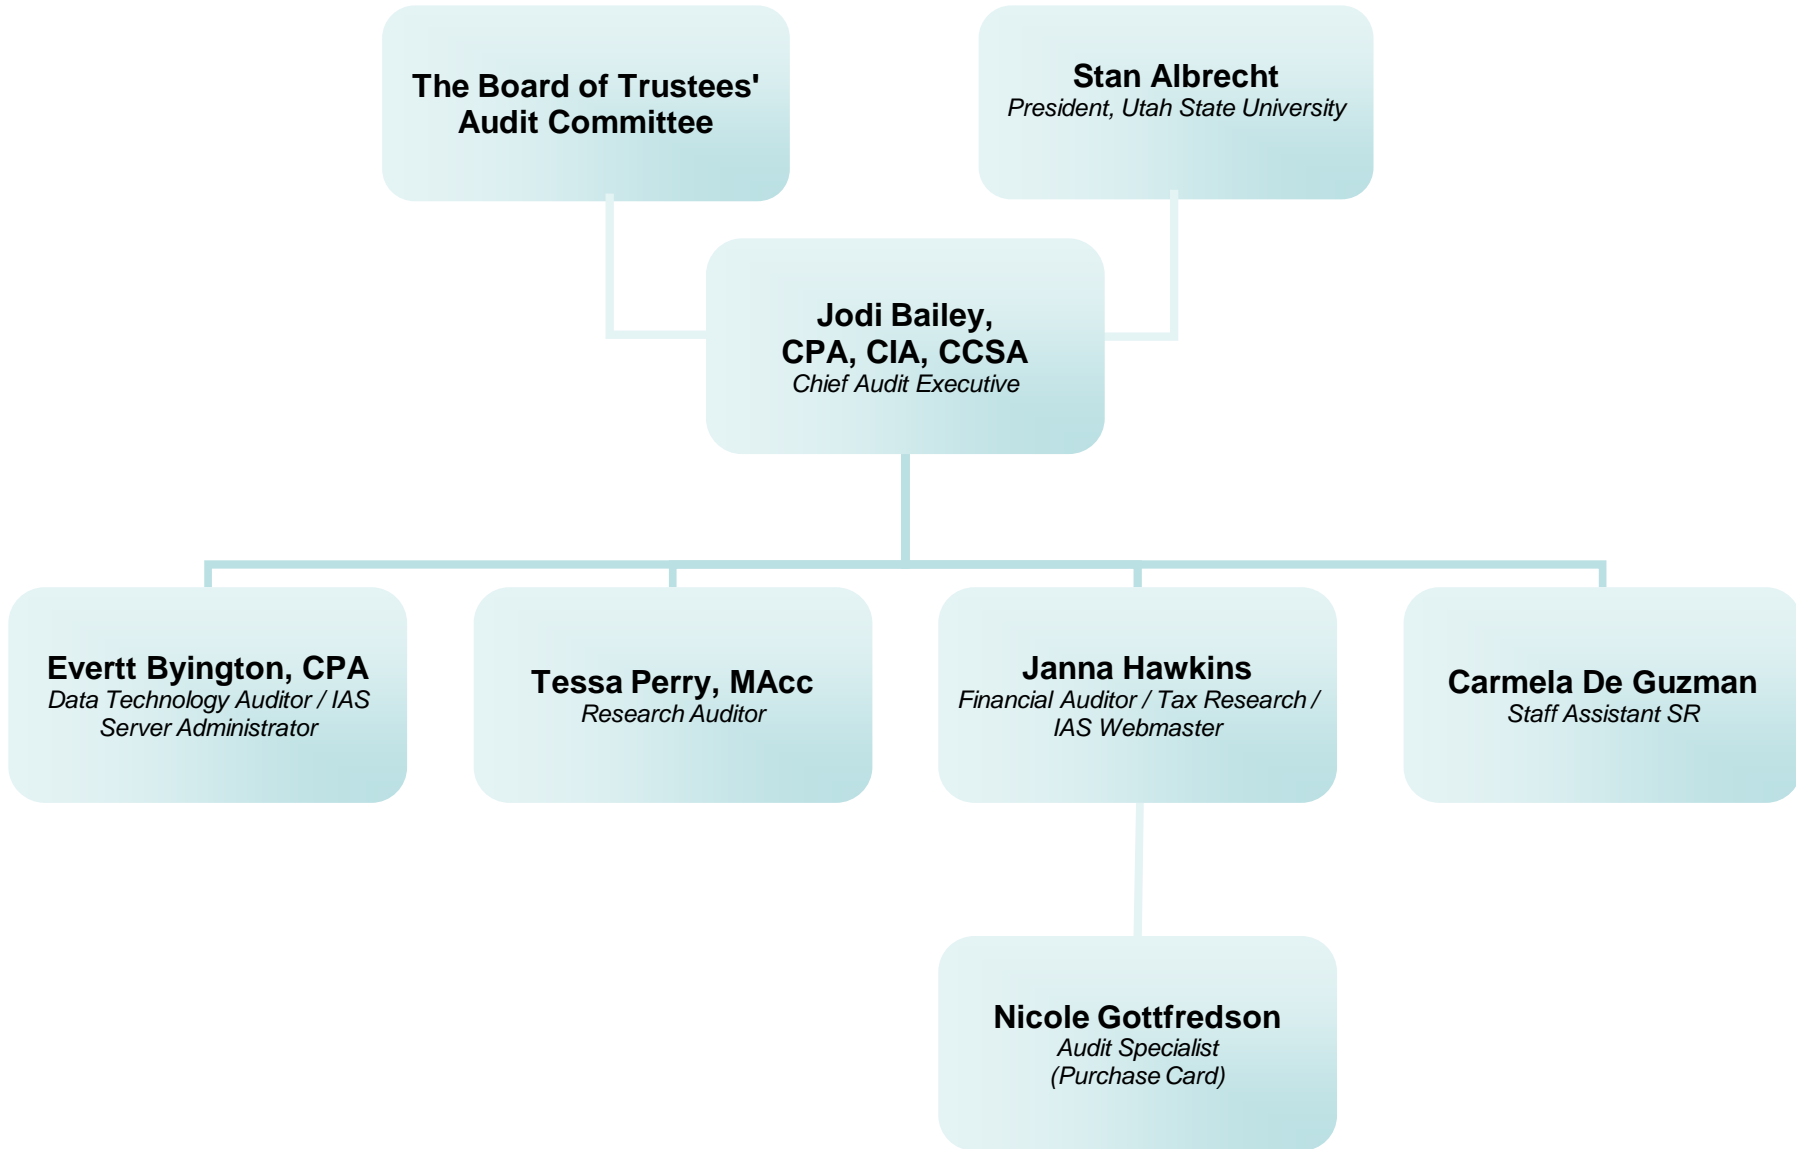 The Board of Trustees'
Audit Committee
Stan Albrecht
President, Utah State University
Jodi Bailey,
CPA, CIA, CCSA
Chief Audit Executive
Evertt Byington, CPA
Data Technology Auditor / IAS
Server Administrator
Tessa Perry, MAcc
Research Auditor
Janna Hawkins
Financial Auditor / Tax Research /
IAS Webmaster
Carmela De Guzman
Staff Assistant SR
Nicole Gottfredson
Audit Specialist
(Purchase Card)